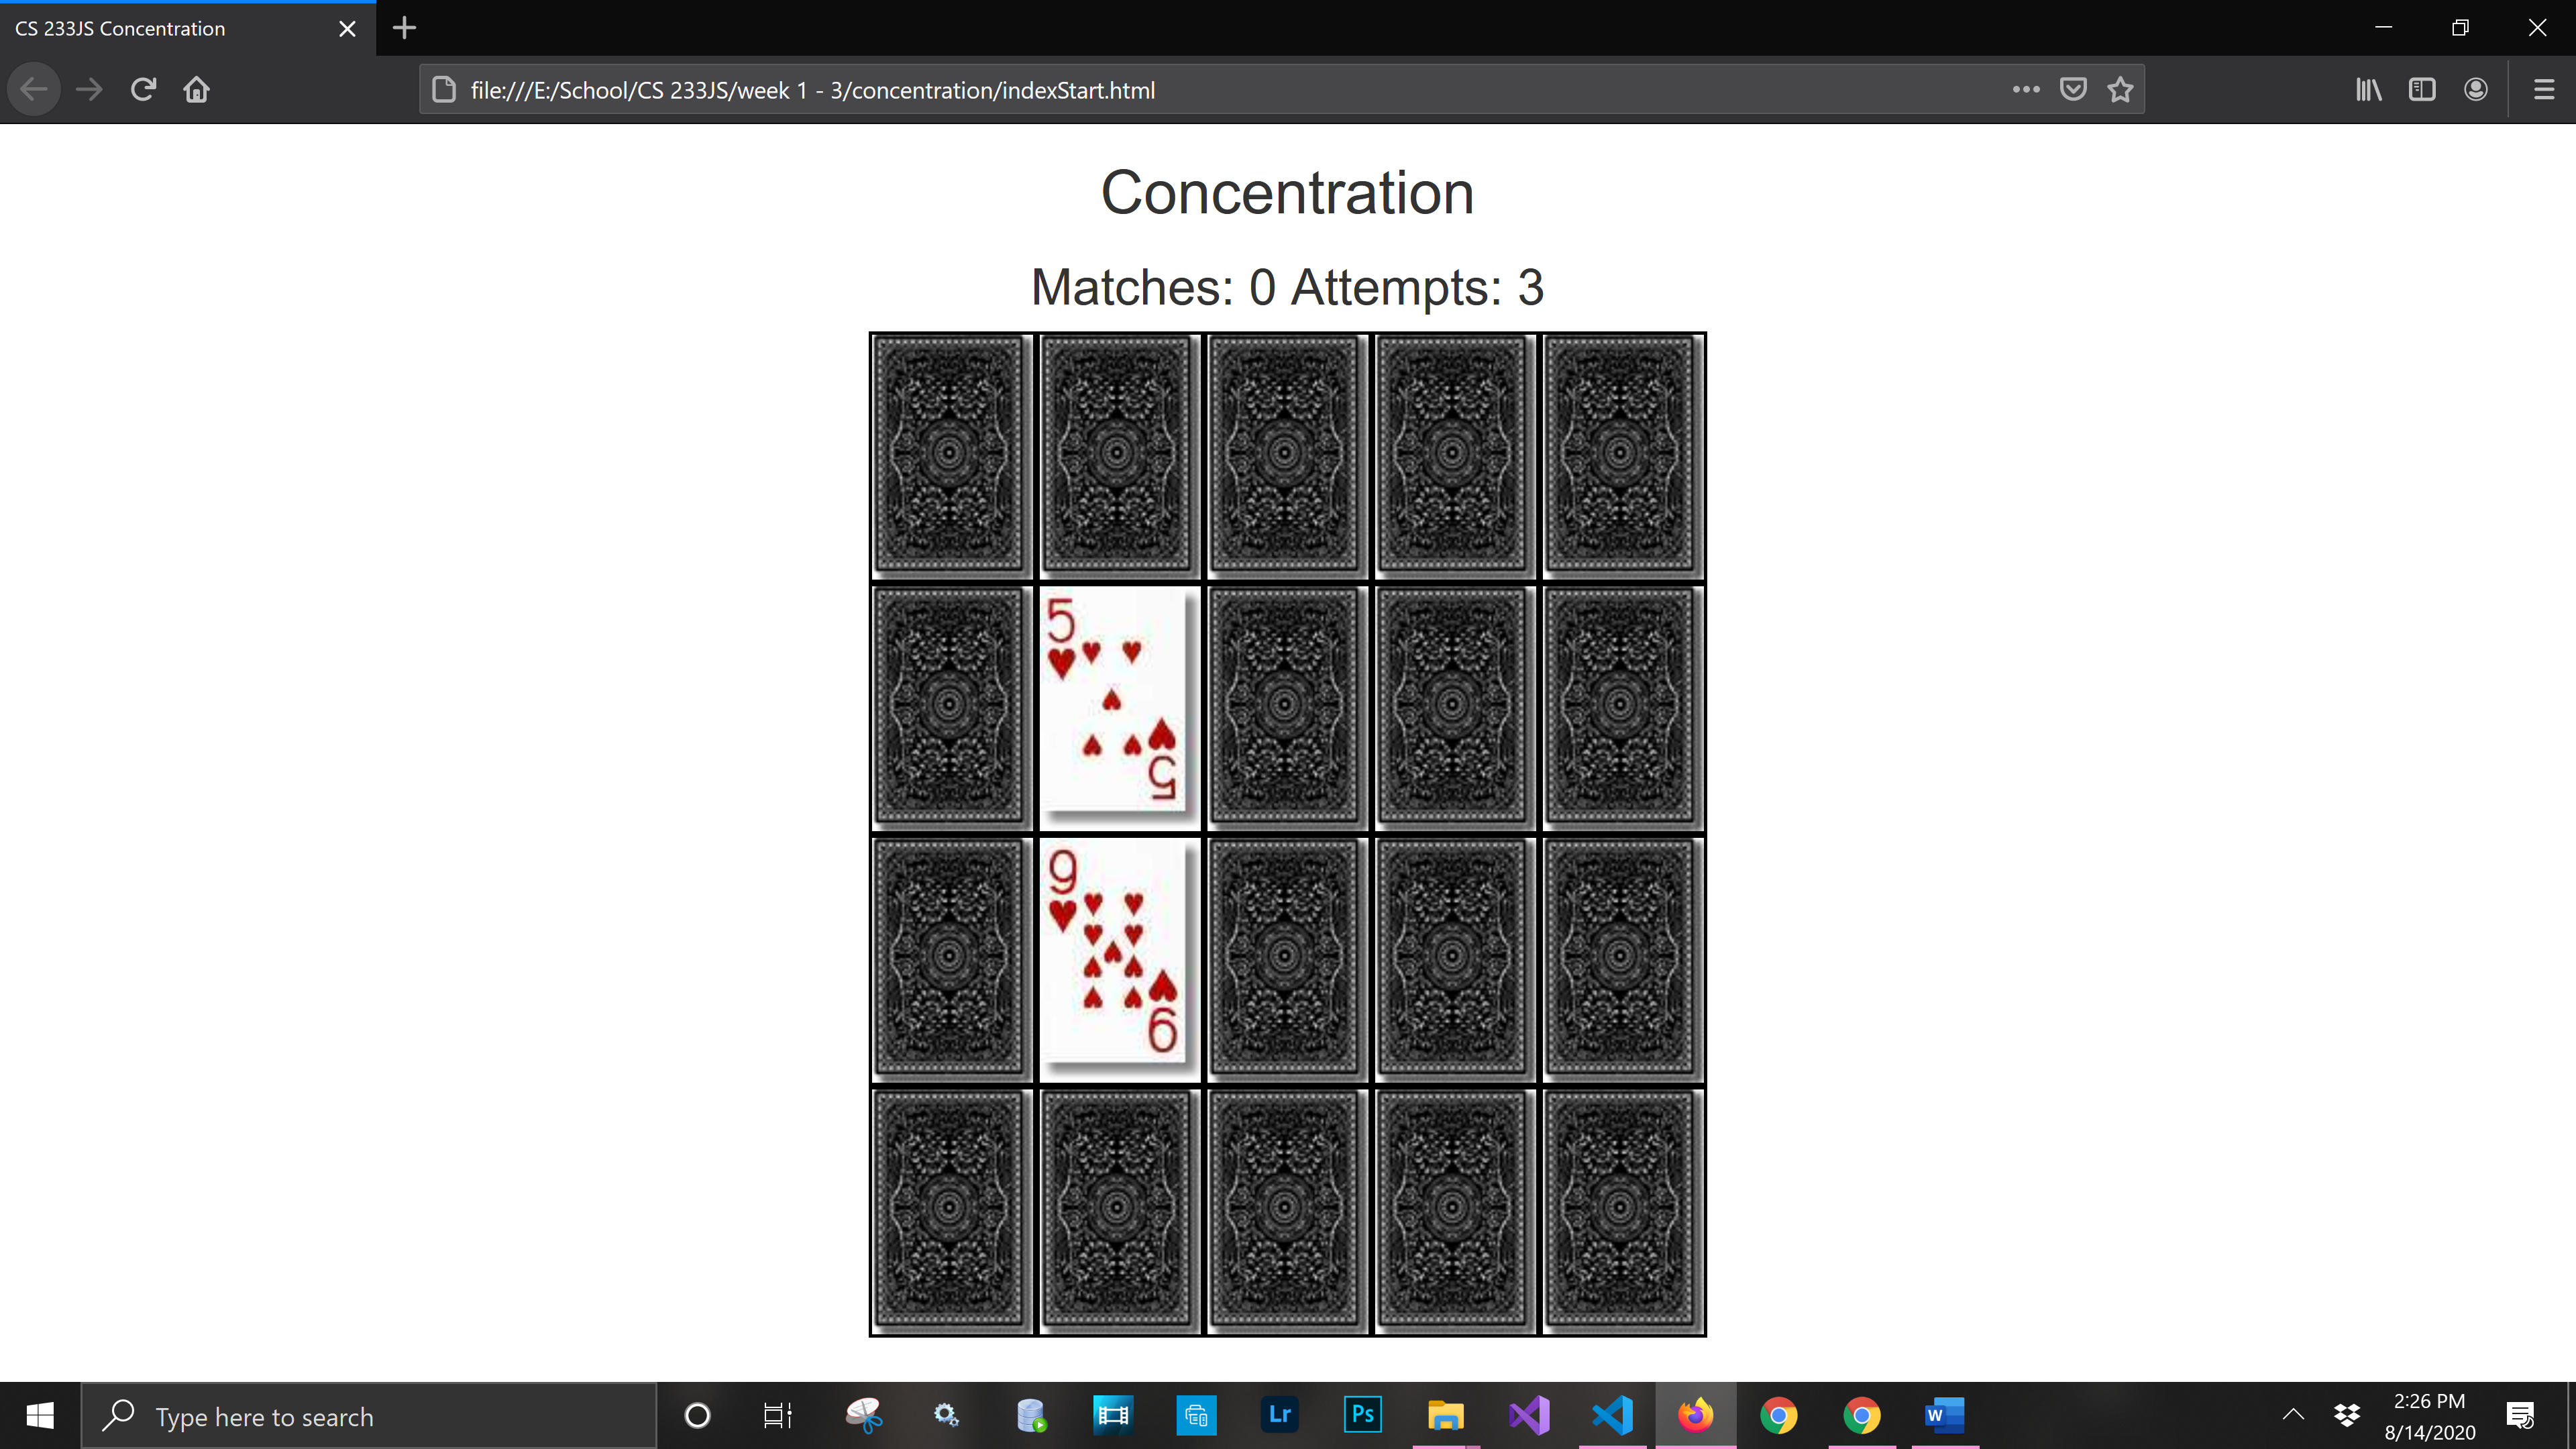 CS 233JS Concentration
file:///E:/School/CS 233JS/week 1 - 3/concentration/indexStart.html
Concentration
Matches: 0 Attempts: 3
5
5
9
9
Type here to search
Lr
Ps
W
2:26 PM
8/14/2020